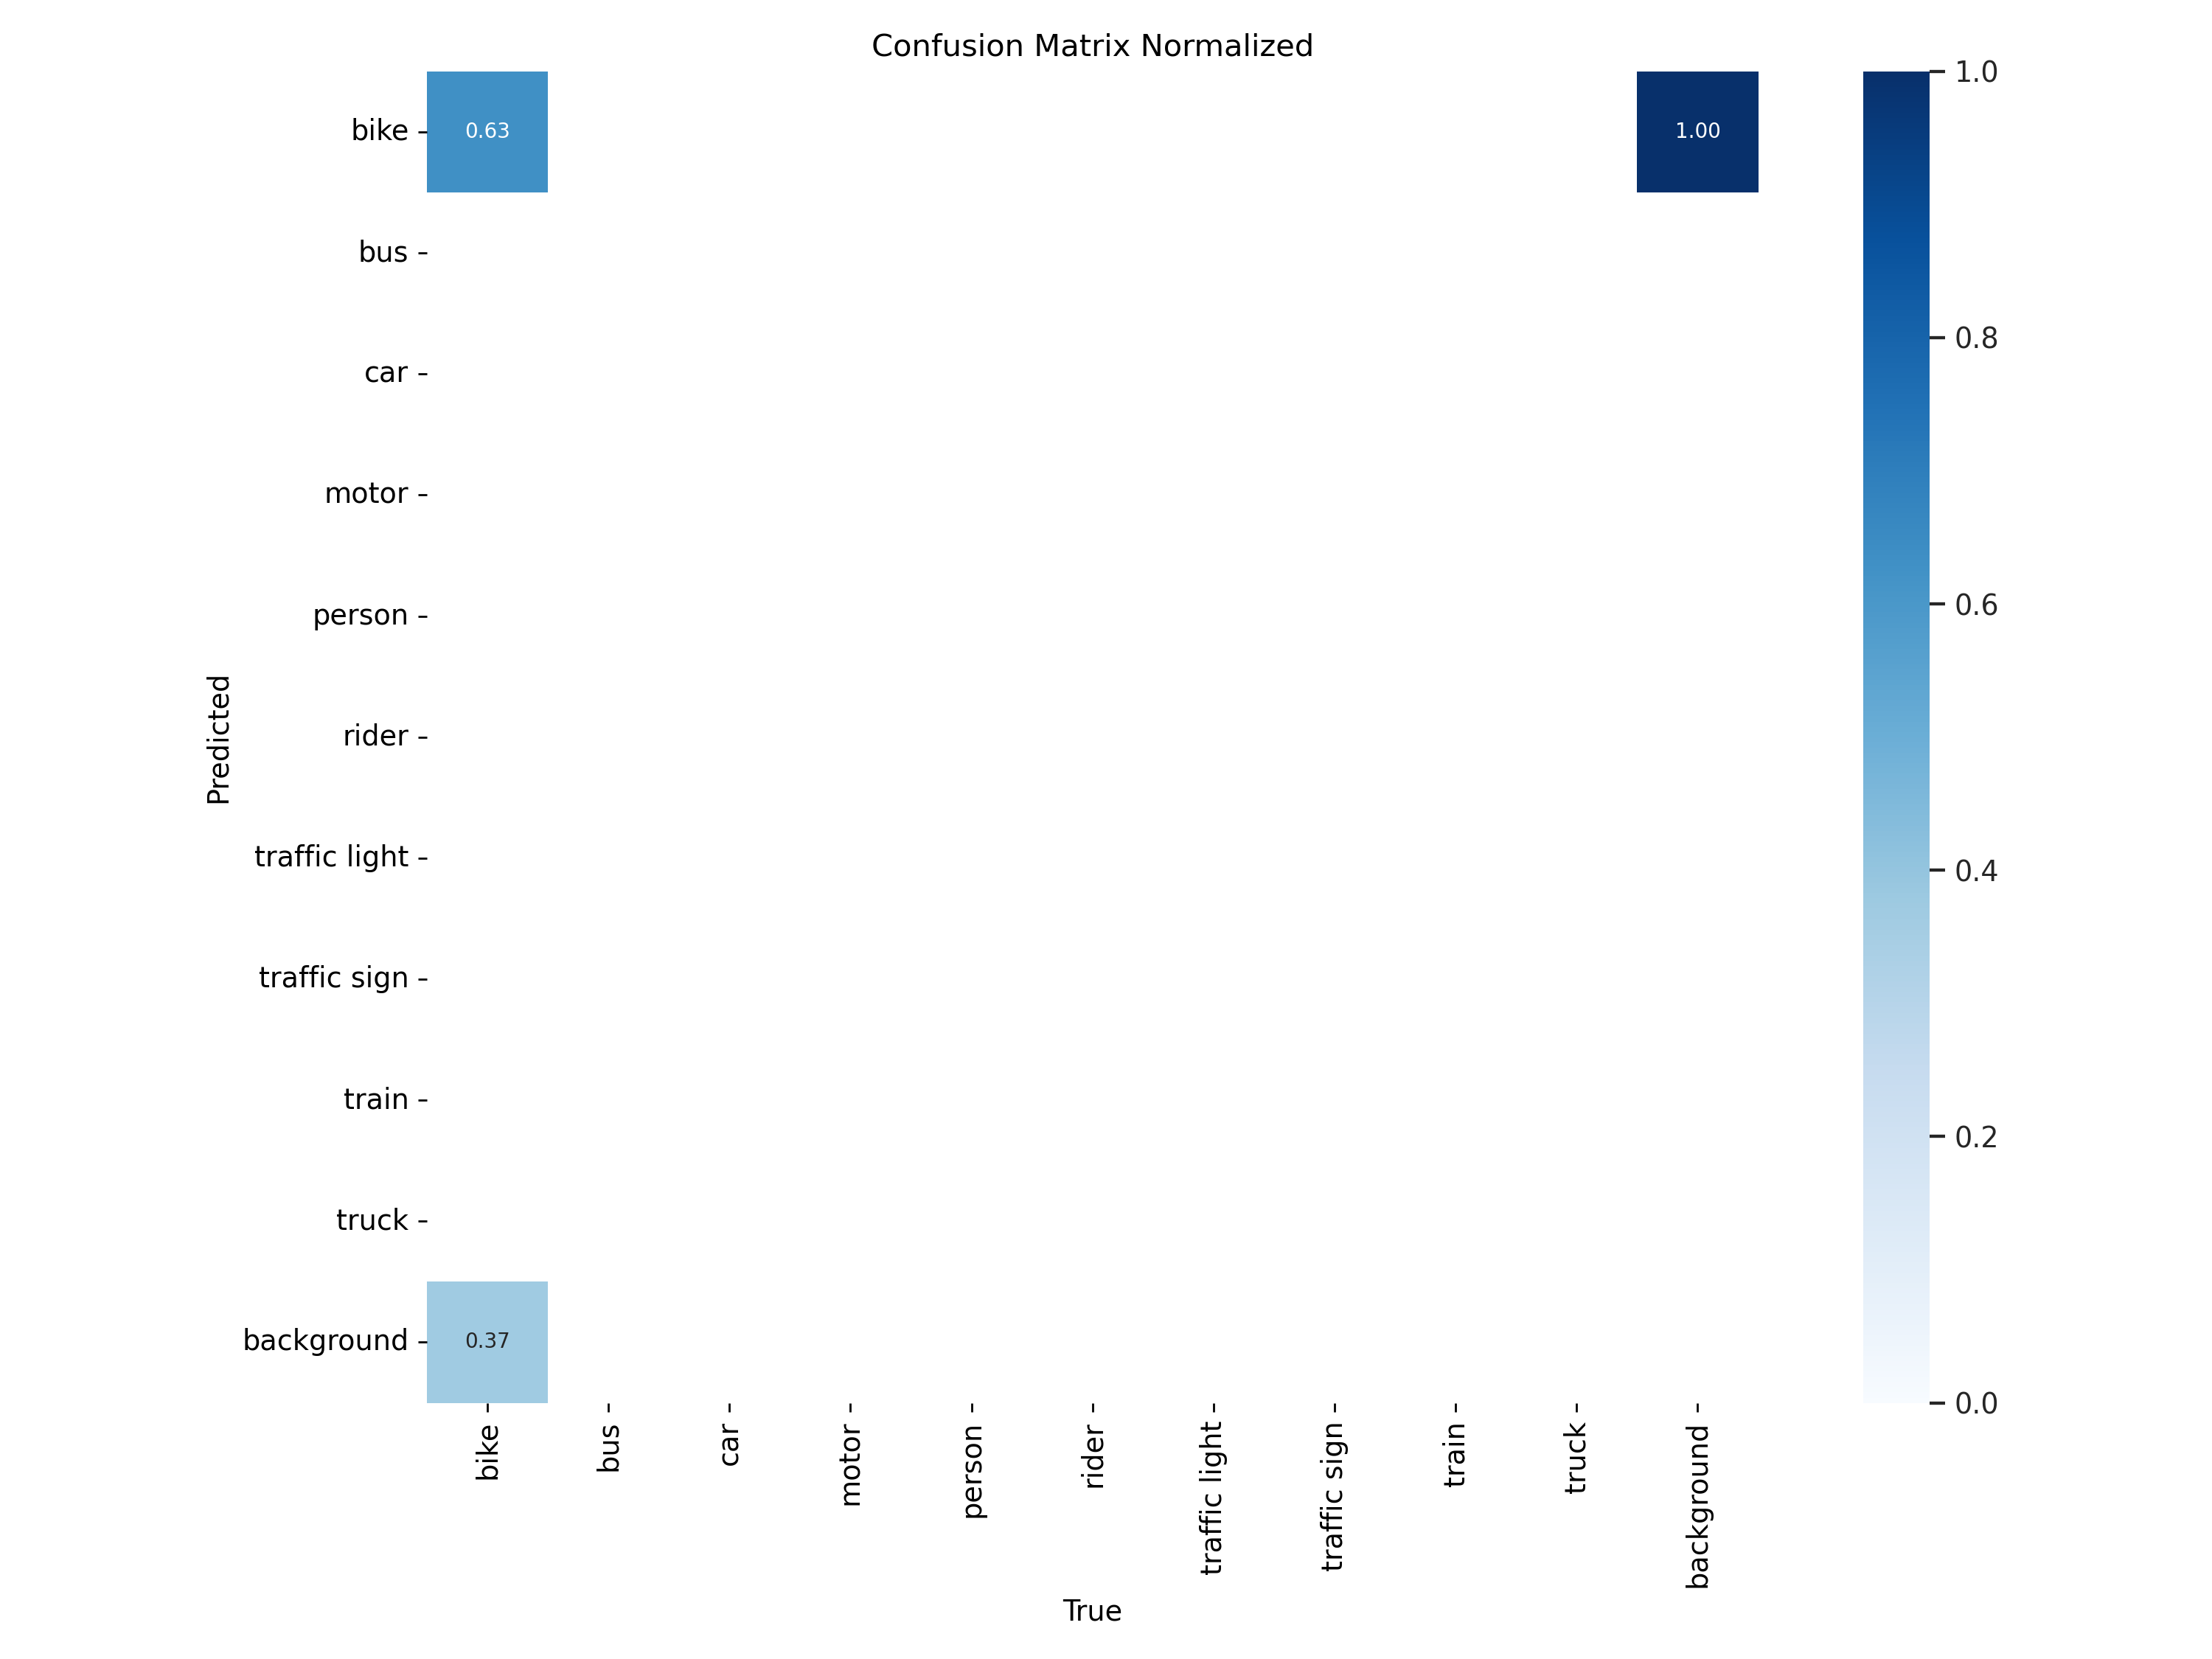 Confusion Matrix Normalized
bike
0.63
1.00
bus
car
motor
person
rider
traffic light
traffic sign
train
truck
background
0.37
Predicted
bike
bus
car
motor
person
rider
traffic light
traffic sign
train
truck
background
True
1.0
0.8
0.6
0.4
0.2
0.0